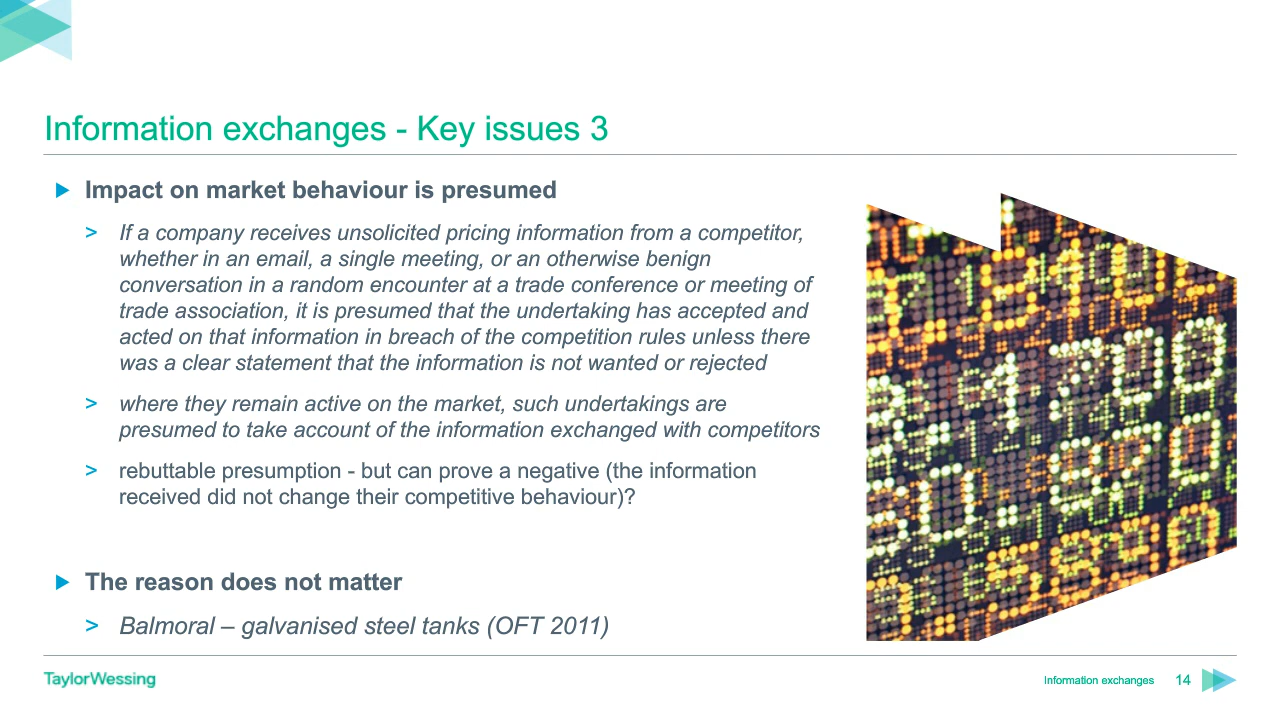 Information exchanges - Key issues 3
Impact on market behaviour is presumed
> If a company receives unsolicited pricing information from a competitor,
whether in an email, a single meeting, or an otherwise benign
conversation in a random encounter at a trade conference or meeting of
trade association, it is presumed that the undertaking has accepted and
acted on that information in breach of the competition rules unless there
was a clear statement that the information is not wanted or rejected
> where they remain active on the market, such undertakings are
presumed to take account of the information exchanged with competitors
> rebuttable presumption - but can prove a negative (the information
received did not change their competitive behaviour)?
The reason does not matter
> Balmoral – galvanised steel tanks (OFT 2011)
TaylorWessing
Information exchanges 14